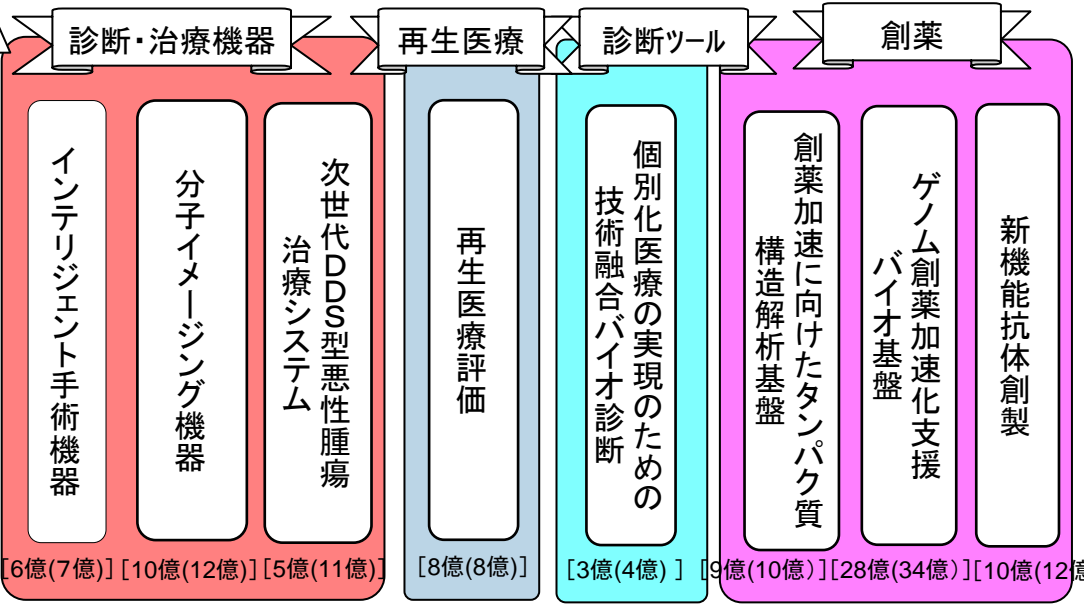 診断・治療機器
再生医療
診断ツール
創薬
インテリジェント手術機器
分子イメージング機器
次世代DDS型悪性腫瘍
治療システム
再生医療評価
個別化医療の実現のための
技術融合バイオ診断
創薬加速に向けたタンパク質
構造解析基盤
ゲノム創薬加速化支援
バイオ基盤
新機能抗体創製
[6億(7億)]
[10億(12億)]
[5億(11億)]
[8億(8億)]
[3億(4億) ]
[9億(10億)]
[28億(34億)]
[10億(12億